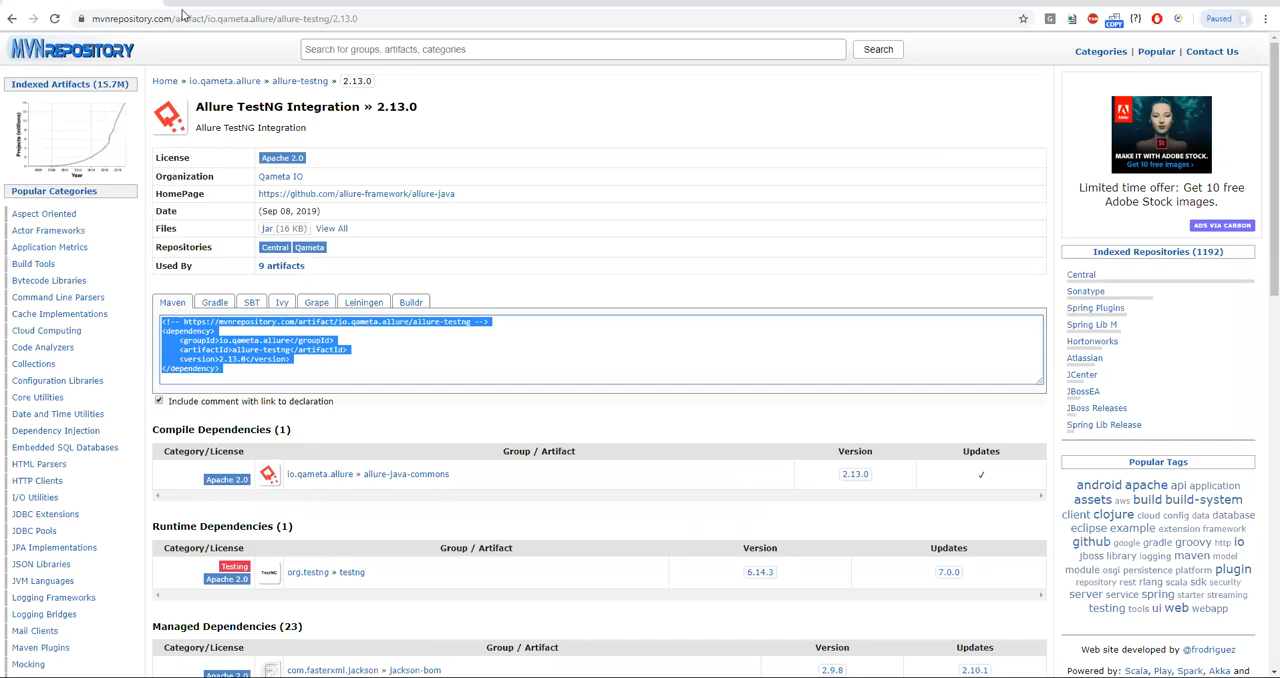 mvnrepository.com/artifact/io.qameta.allure/allure-testng/2.13.0
COPY
{?}
Paused
MVNREPOSITORY
Search for groups, artifacts, categories
Search
Categories | Popular | Contact Us
Indexed Artifacts (15.7M)
Projects (millions)
Year
Popular Categories
Aspect Oriented
Actor Frameworks
Application Metrics
Build Tools
Bytecode Libraries
Command Line Parsers
Cache Implementations
Cloud Computing
Code Analyzers
Collections
Configuration Libraries
Core Utilities
Date and Time Utilities
Dependency Injection
Embedded SQL Databases
HTML Parsers
HTTP Clients
I/O Utilities
JDBC Extensions
JDBC Pools
JPA Implementations
JSON Libraries
JVM Languages
Logging Frameworks
Logging Bridges
Mail Clients
Maven Plugins
Mocking
Home » io.qameta.allure » allure-testng » 2.13.0
Allure TestNG Integration » 2.13.0
Allure TestNG Integration
License Apache 2.0
Organization Qameta IO
HomePage https://github.com/allure-framework/allure-java
Date (Sep 08, 2019)
Files jar (16 KB) View All
Repositories Central Qameta
Used By 9 artifacts
Maven Gradle SBT Ivy Grape Leiningen Buildr
<!-- https://mvnrepository.com/artifact/io.qameta.allure/allure-testng -->
<dependency>
<groupId>io.qameta.allure</groupId>
<artifactId>allure-testng</artifactId>
<version>2.13.0</version>
</dependency>
Include comment with link to declaration
Compile Dependencies (1)
Category/License Group / Artifact Version Updates
Apache 2.0 io.qameta.allure » allure-java-commons 2.13.0 ✓
Runtime Dependencies (1)
Category/License Group / Artifact Version Updates
Testing
Apache 2.0 TestNG org.testng » testng 6.14.3 7.0.0
Managed Dependencies (23)
Category/License Group / Artifact Version Updates
Apache 2.0 com.fasterxml.jackson » jackson-bom 2.9.8 2.10.1
MAKE IT WITH ADOBE STOCK.
Get 10 free images ›
Limited time offer: Get 10 free
Adobe Stock images.
ADS VIA CARBON
Indexed Repositories (1192)
Central
Sonatype
Spring Plugins
Spring Lib M
Hortonworks
Atlassian
JCenter
JBossEA
JBoss Releases
Spring Lib Release
Popular Tags
android apache api application
assets aws build build-system
client clojure cloud config data database
eclipse example extension framework
github google gradle groovy http io
jboss library logging maven model
module osgi persistence platform plugin
repository rest rlang scala sdk security
server service spring starter streaming
testing tools ui web webapp
Web site developed by @frodriguez
Powered by: Scala, Play, Spark, Akka and